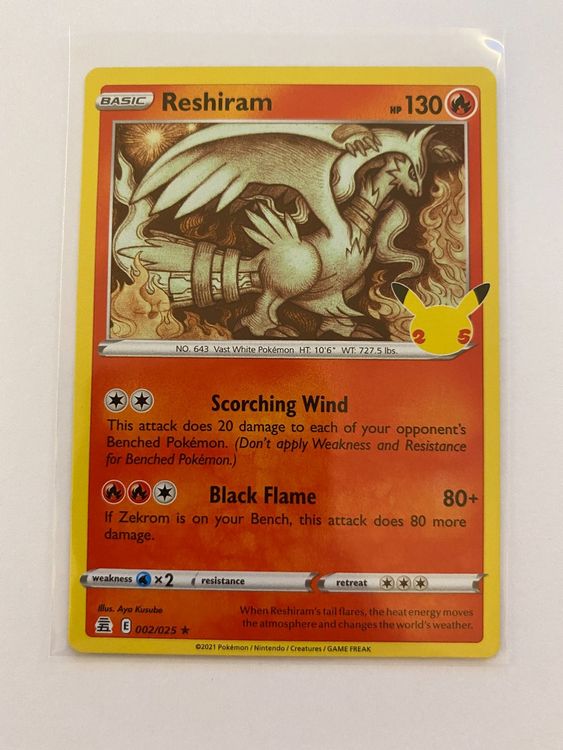 BASIC Reshiram HP 130
25
NO. 643 Vast White Pokémon HT: 10'6" WT: 727.5 lbs.
Scorching Wind
This attack does 20 damage to each of your opponent's
Benched Pokémon. (Don't apply Weakness and Resistance
for Benched Pokémon.)
Black Flame 80+
If Zekrom is on your Bench, this attack does 80 more
damage.
weakness ×2 resistance retreat
Illus. Aya Kusube
When Reshiram's tail flares, the heat energy moves
the atmosphere and changes the world's weather.
五 E 002/025 ★
©2021 Pokémon / Nintendo / Creatures / GAME FREAK